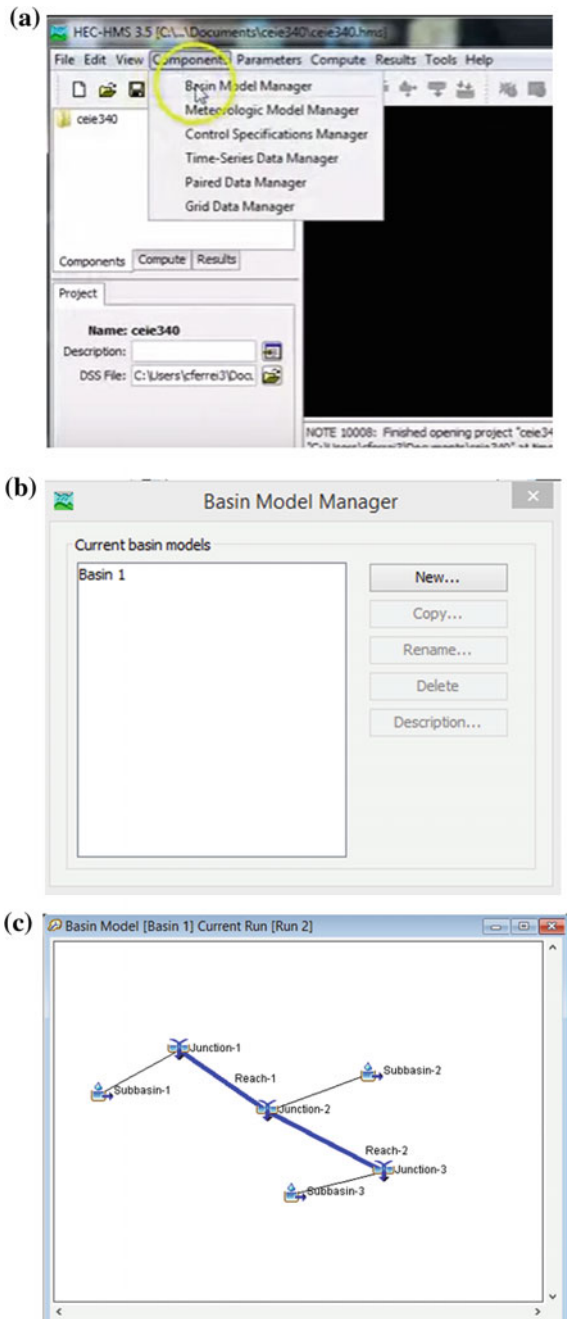 (a)
HEC-HMS 3.5 [C:\...\Documents\ceie340\ceie340.hms]
File Edit View Components Parameters Compute Results Tools Help
Basin Model Manager
Meteorologic Model Manager
Control Specifications Manager
Time-Series Data Manager
Paired Data Manager
Grid Data Manager
ceie340
Components Compute Results
Project
Name: ceie340
Description:
DSS File: C:\Users\cferrei3\Docu
NOTE 10008: Finished opening project "ceie34
(b)
Basin Model Manager
Current basin models
Basin 1
New...
Copy...
Rename...
Delete
Description...
(c)
Basin Model [Basin 1] Current Run [Run 2]
Junction-1
Reach-1
Subbasin-1
Subbasin-2
Junction-2
Reach-2
Junction-3
Subbasin-3